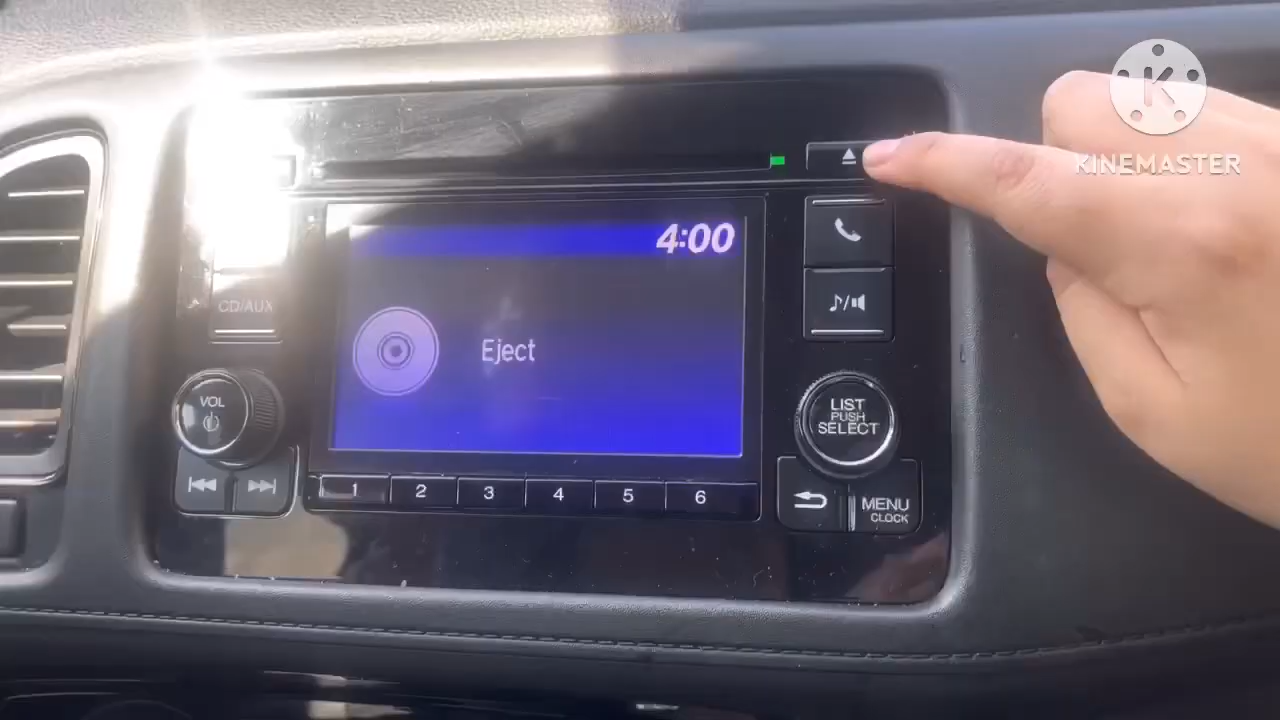 K
KINEMASTER
4:00
CD/AUX
Eject
VOL
LIST
PUSH
SELECT
1 2 3 4 5 6
MENU
CLOCK